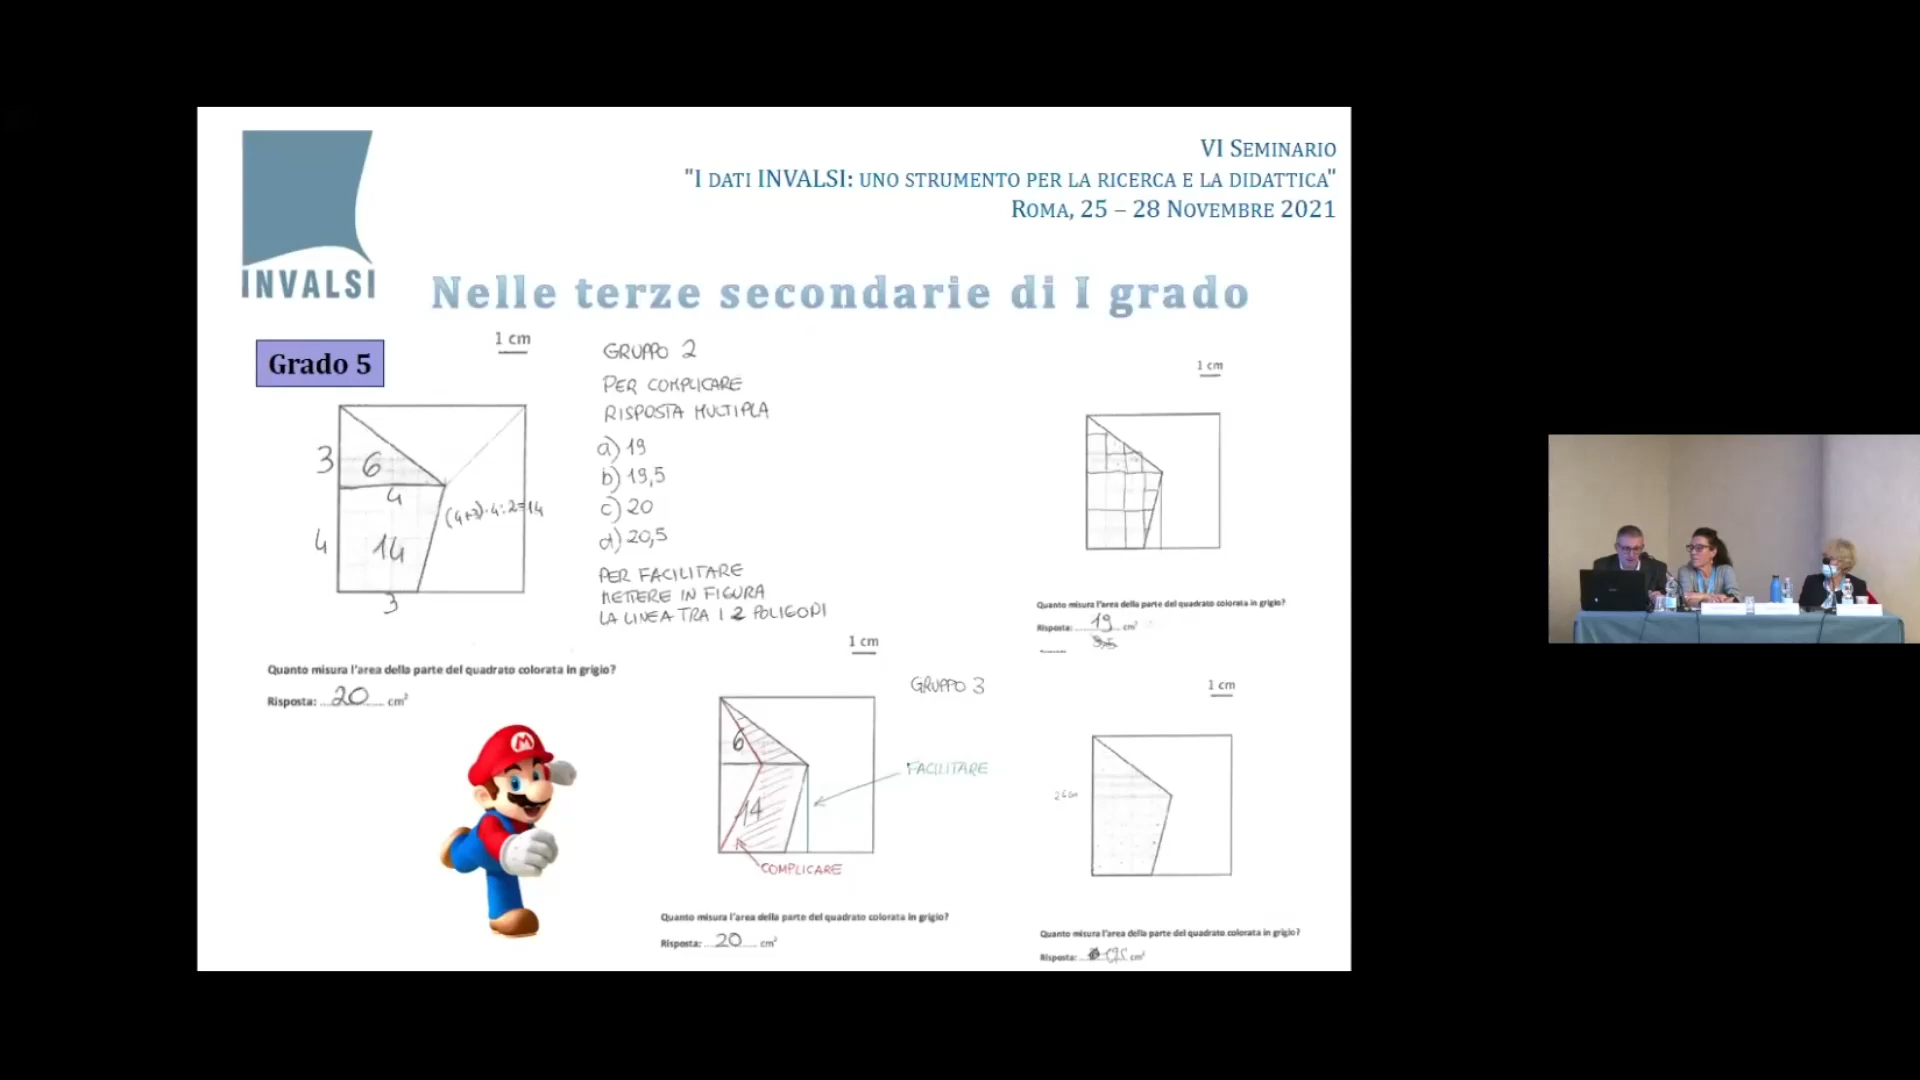 VI SEMINARIO
"I DATI INVALSI: UNO STRUMENTO PER LA RICERCA E LA DIDATTICA"
ROMA, 25 – 28 NOVEMBRE 2021
INVALSI
Nelle terze secondarie di I grado
Grado 5
1 cm
3
6
4
4
14
(4+3)·4:2=14
3
Quanto misura l'area della parte del quadrato colorata in grigio?
Risposta: 20 cm²
GRUPPO 2
PER COMPLICARE
RISPOSTA MULTIPLA
a) 19
b) 19,5
c) 20
d) 20,5
PER FACILITARE
METTERE IN FIGURA
LA LINEA TRA I 2 POLIGONI
1 cm
GRUPPO 3
6
14
FACILITARE
COMPLICARE
Quanto misura l'area della parte del quadrato colorata in grigio?
Risposta: 20 cm²
1 cm
Quanto misura l'area della parte del quadrato colorata in grigio?
Risposta: 19 cm²
1 cm
Quanto misura l'area della parte del quadrato colorata in grigio?
Risposta: cm²
M